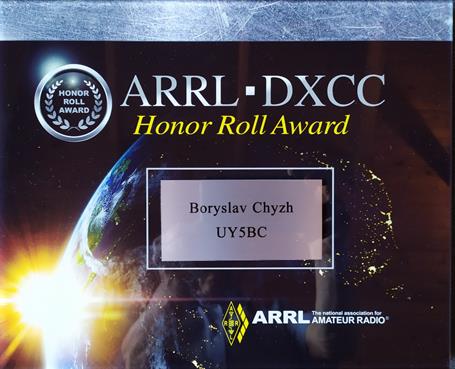 HONOR
ROLL
AWARD
ARRL ▪ DXCC
Honor Roll Award
Boryslav Chyzh
UY5BC
ARRL The national association for
AMATEUR RADIO®